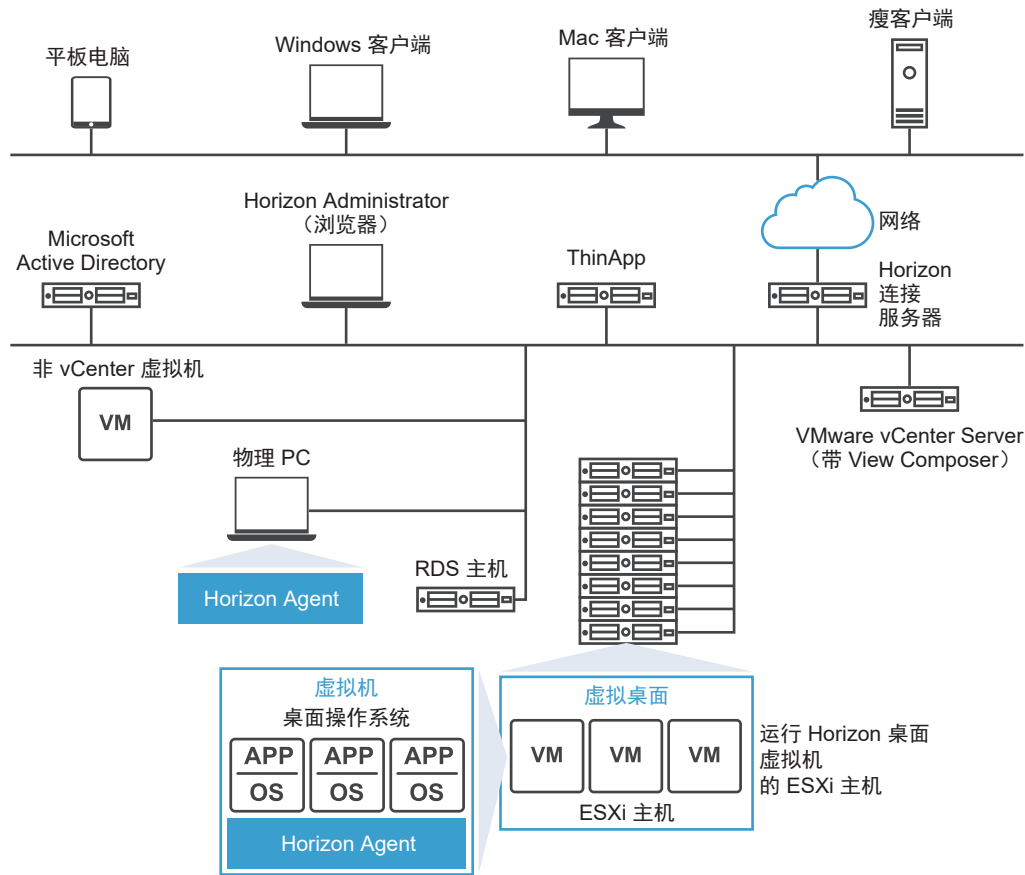 瘦客户端
Mac 客户端
Windows 客户端
平板电脑
Horizon Administrator
（浏览器）
网络
Microsoft
Active Directory
ThinApp
Horizon
连接
服务器
非 vCenter 虚拟机
VM
VMware vCenter Server
（带 View Composer）
物理 PC
RDS 主机
Horizon Agent
虚拟机
桌面操作系统
APP
APP
APP
OS
OS
OS
Horizon Agent
虚拟桌面
VM
VM
VM
ESXi 主机
运行 Horizon 桌面
虚拟机
的 ESXi 主机